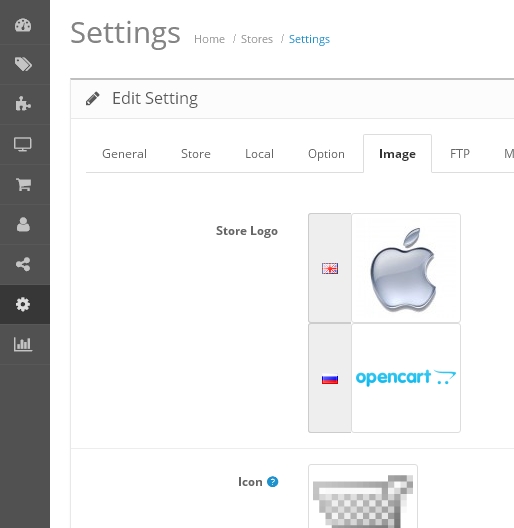 Settings
Home / Stores / Settings
Edit Setting
General Store Local Option Image FTP M
Store Logo
opencart
Icon ?